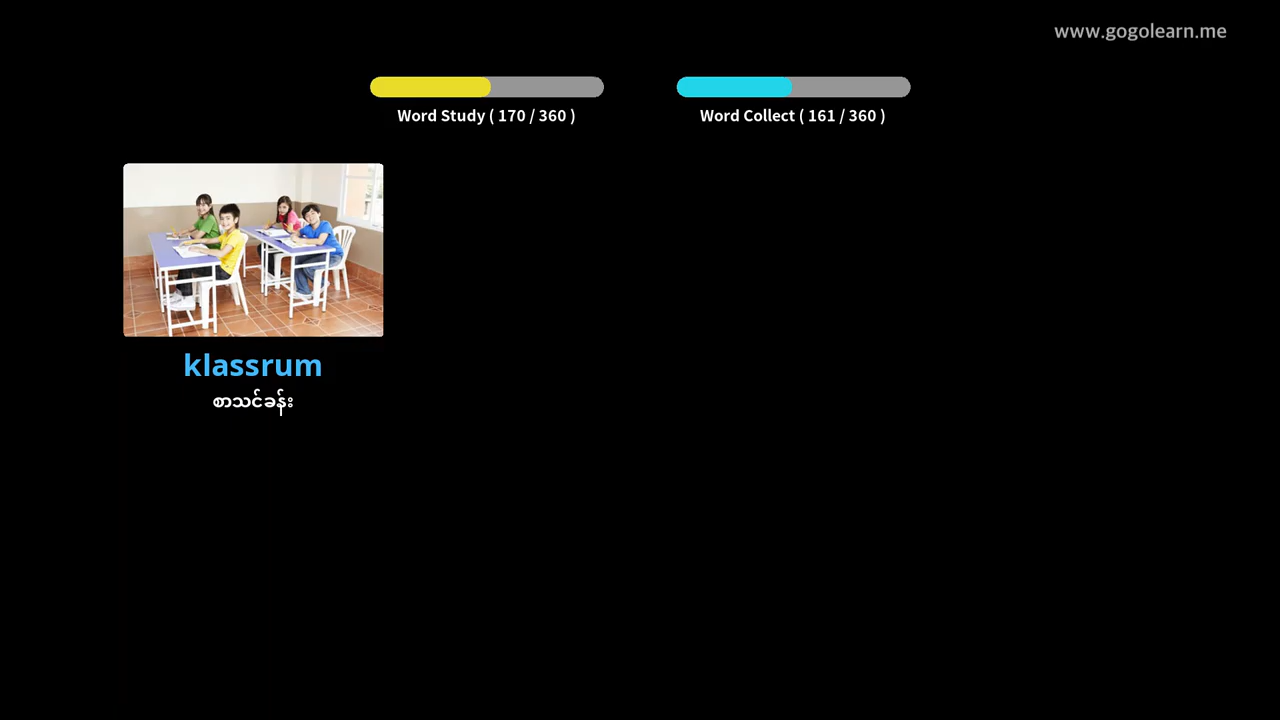 www.gogolearn.me
Word Study ( 170 / 360 )
Word Collect ( 161 / 360 )
klassrum
စာသင်ခန်း